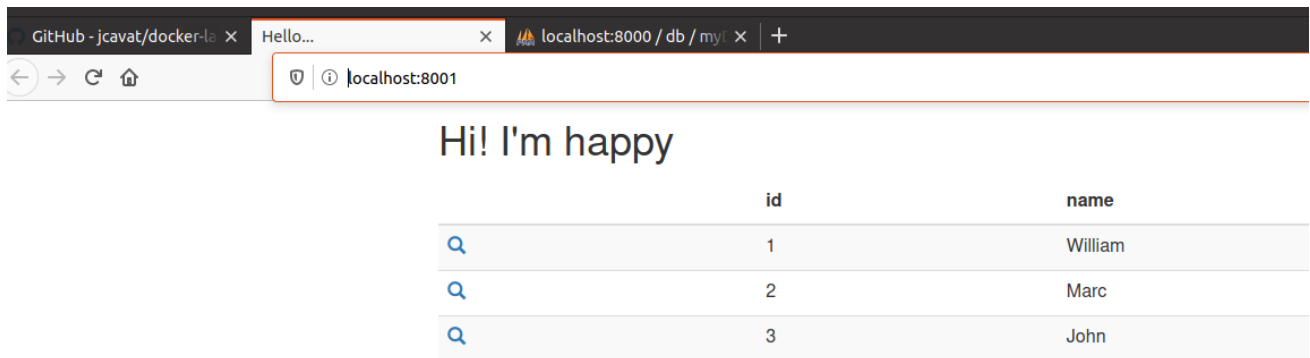 GitHub - jcavat/docker-la
Hello...
localhost:8000 / db / my
localhost:8001
Hi! I'm happy
id name
1 William
2 Marc
3 John